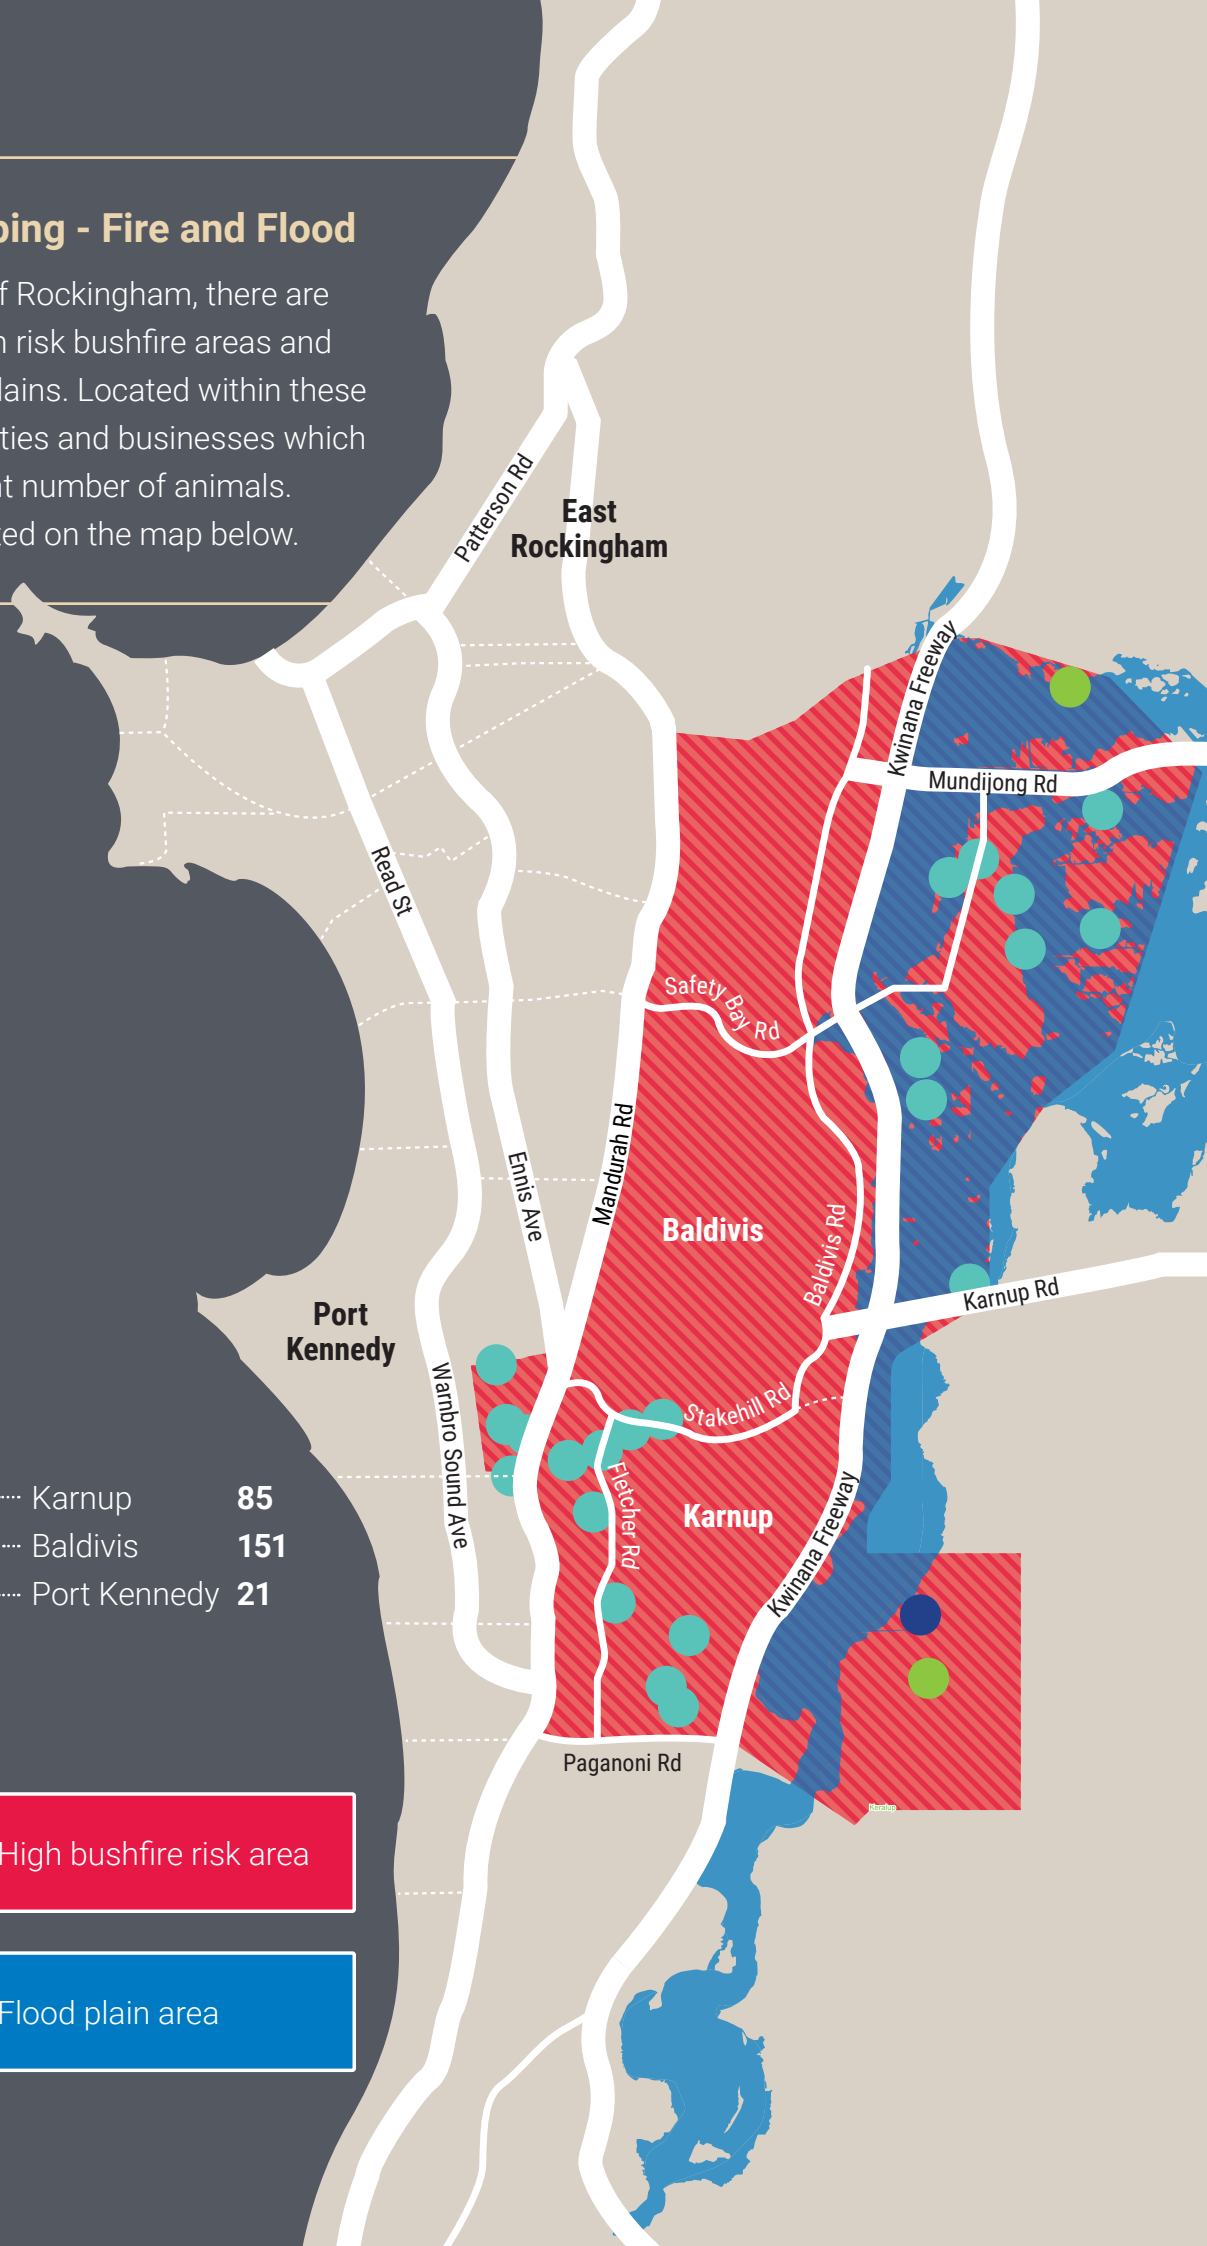 ping - Fire and Flood
f Rockingham, there are
risk bushfire areas and
lains. Located within these
ties and businesses which
t number of animals.
ted on the map below.
Patterson Rd
East
Rockingham
Kwinana Freeway
Mundijong Rd
Read St
Safety Bay Rd
Mandurah Rd
Ennis Ave
Baldivis
Baldivis Rd
Karnup Rd
Port
Kennedy
Warnbro Sound Ave
Stakehill Rd
Fletcher Rd
Karnup
Kwinana Freeway
Karnup 85
Baldivis 151
Port Kennedy 21
Paganoni Rd
Keralup
High bushfire risk area
Flood plain area